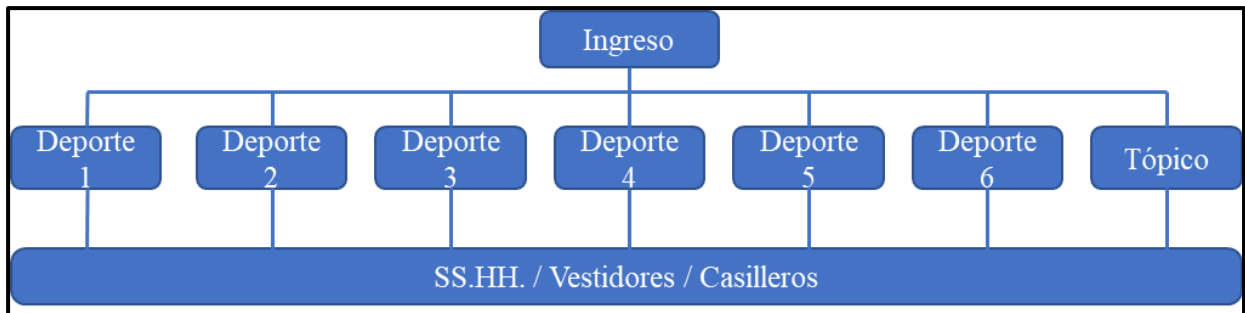 Ingreso
Deporte
1
Deporte
2
Deporte
3
Deporte
4
Deporte
5
Deporte
6
Tópico
SS.HH. / Vestidores / Casilleros